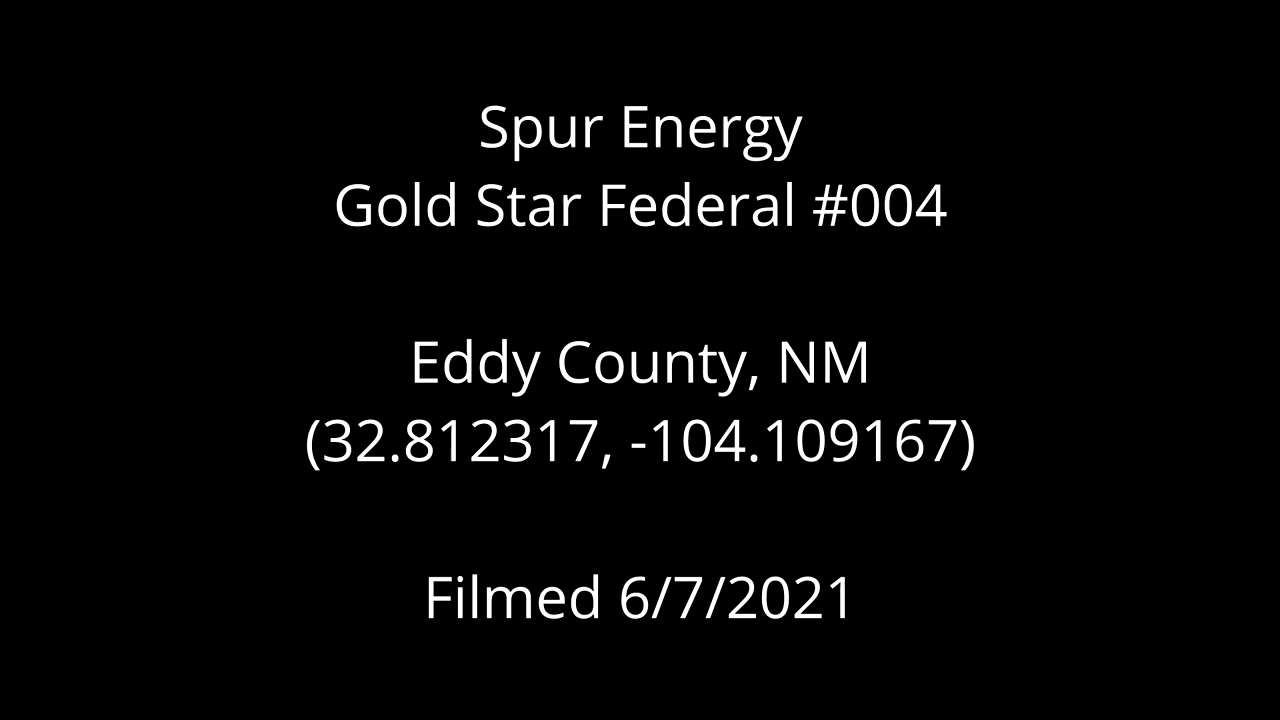 Spur Energy
Gold Star Federal #004
Eddy County, NM
(32.812317, -104.109167)
Filmed 6/7/2021